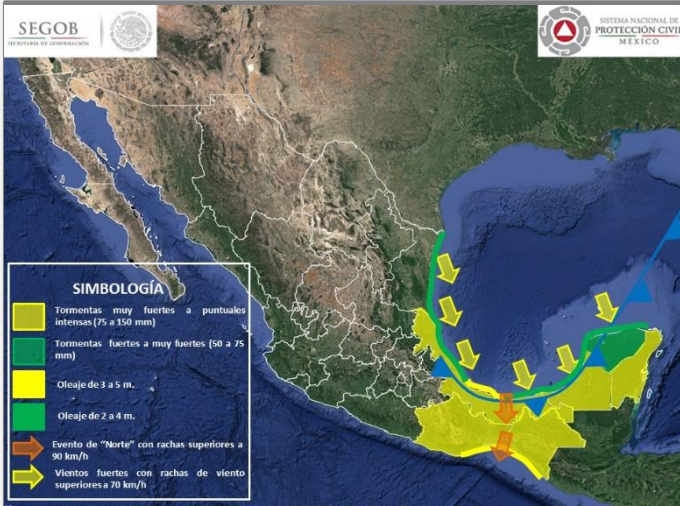 SEGOB
SECRETARÍA DE GOBERNACIÓN
SISTEMA NACIONAL DE
PROTECCIÓN CIVIL
MÉXICO
SIMBOLOGÍA
Tormentas muy fuertes a puntuales
intensas (75 a 150 mm)
Tormentas fuertes a muy fuertes (50 a 75
mm)
Oleaje de 3 a 5 m.
Oleaje de 2 a 4 m.
Evento de “Norte” con rachas superiores a
90 km/h
Vientos fuertes con rachas de viento
superiores a 70 km/h